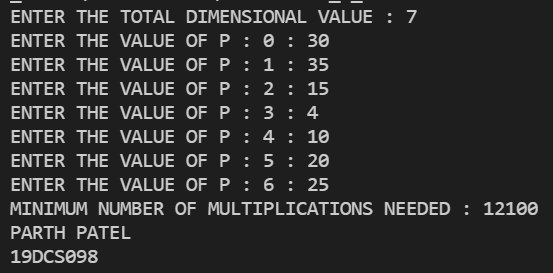 ENTER THE TOTAL DIMENSIONAL VALUE : 7
ENTER THE VALUE OF P : 0 : 30
ENTER THE VALUE OF P : 1 : 35
ENTER THE VALUE OF P : 2 : 15
ENTER THE VALUE OF P : 3 : 4
ENTER THE VALUE OF P : 4 : 10
ENTER THE VALUE OF P : 5 : 20
ENTER THE VALUE OF P : 6 : 25
MINIMUM NUMBER OF MULTIPLICATIONS NEEDED : 12100
PARTH PATEL
19DCS098